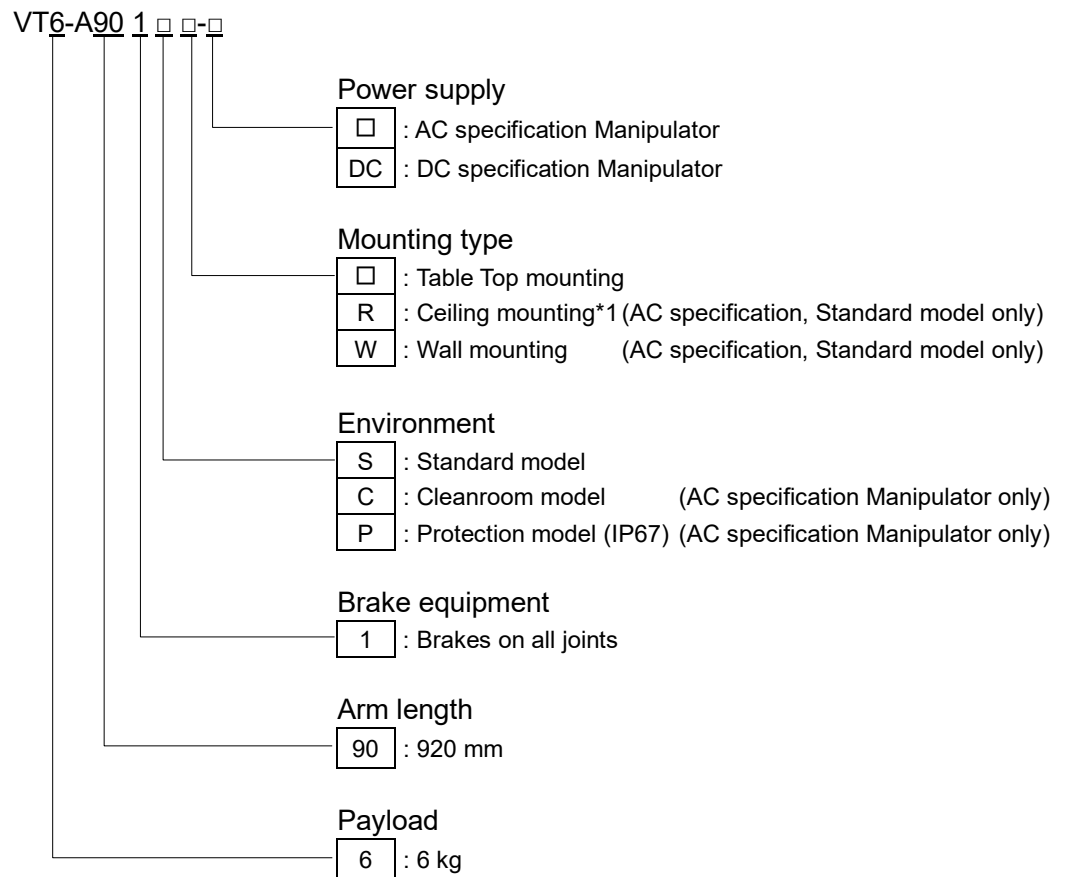 VT6-A90 1 □ □-□
Power supply
□ : AC specification Manipulator
DC : DC specification Manipulator
Mounting type
□ : Table Top mounting
R : Ceiling mounting*1 (AC specification, Standard model only)
W : Wall mounting (AC specification, Standard model only)
Environment
S : Standard model
C : Cleanroom model (AC specification Manipulator only)
P : Protection model (IP67) (AC specification Manipulator only)
Brake equipment
1 : Brakes on all joints
Arm length
90 : 920 mm
Payload
6 : 6 kg